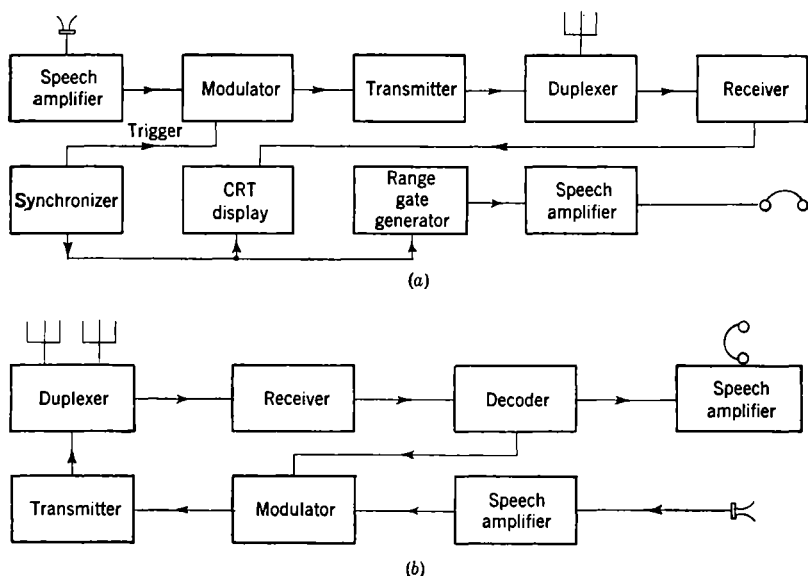 Speech
amplifier
Modulator
Transmitter
Duplexer
Receiver
Trigger
Synchronizer
CRT
display
Range
gate
generator
Speech
amplifier
(a)
Duplexer
Receiver
Decoder
Speech
amplifier
Transmitter
Modulator
Speech
amplifier
(b)